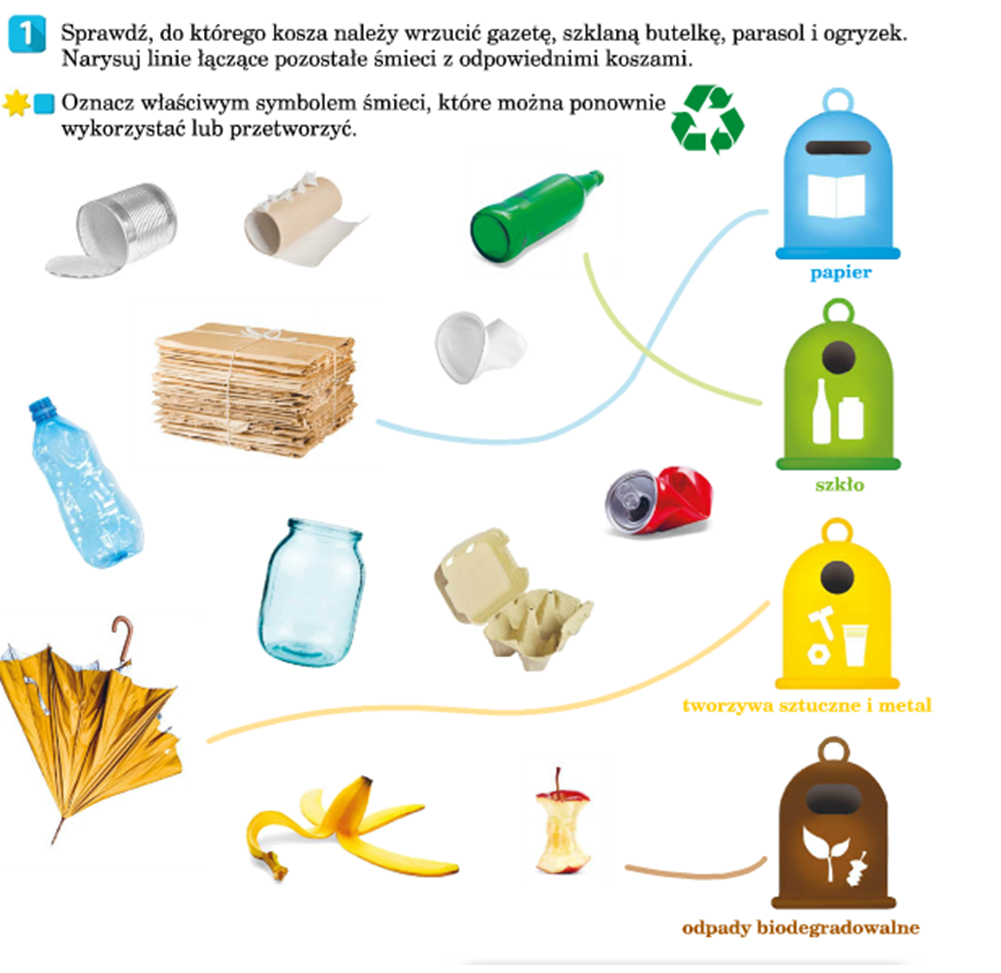 1 Sprawdź, do którego kosza należy wrzucić gazetę, szklaną butelkę, parasol i ogryzek.
Narysuj linie łączące pozostałe śmieci z odpowiednimi koszami.
Oznacz właściwym symbolem śmieci, które można ponownie
wykorzystać lub przetworzyć.
papier
szkło
tworzywa sztuczne i metal
odpady biodegradowalne